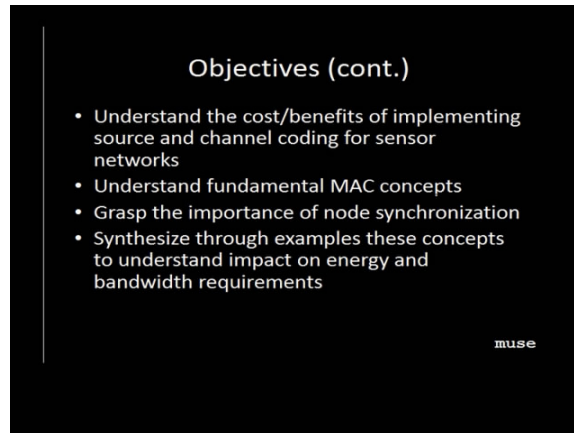 Objectives (cont.)
• Understand the cost/benefits of implementing
source and channel coding for sensor
networks
• Understand fundamental MAC concepts
• Grasp the importance of node synchronization
• Synthesize through examples these concepts
to understand impact on energy and
bandwidth requirements
muse